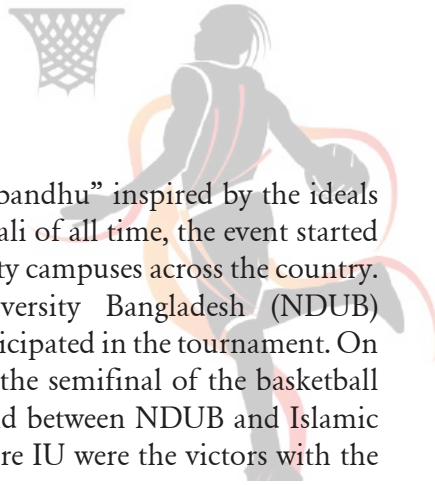 bandhu” inspired by the ideals
ali of all time, the event started
ty campuses across the country.
versity Bangladesh (NDUB)
icipated in the tournament. On
the semifinal of the basketball
d between NDUB and Islamic
re IU were the victors with the